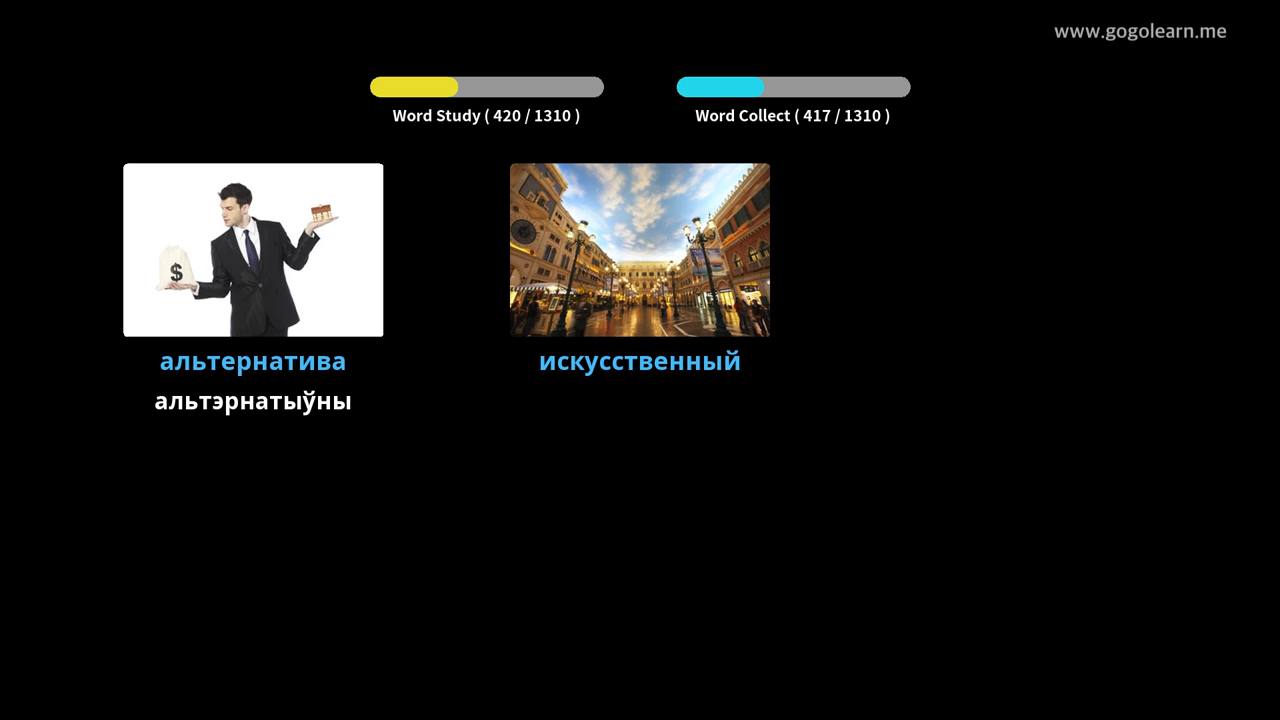 www.gogolearn.me
Word Study ( 420 / 1310 )
Word Collect ( 417 / 1310 )
$
альтернатива
искусственный
альтэрнатыўны